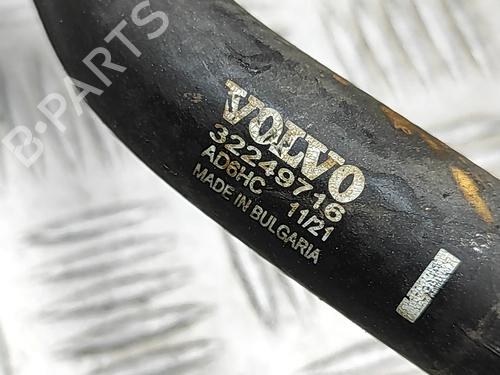 B-PARTS
VOLVO
32249716
AD6HC 11/21
MADE IN BULGARIA